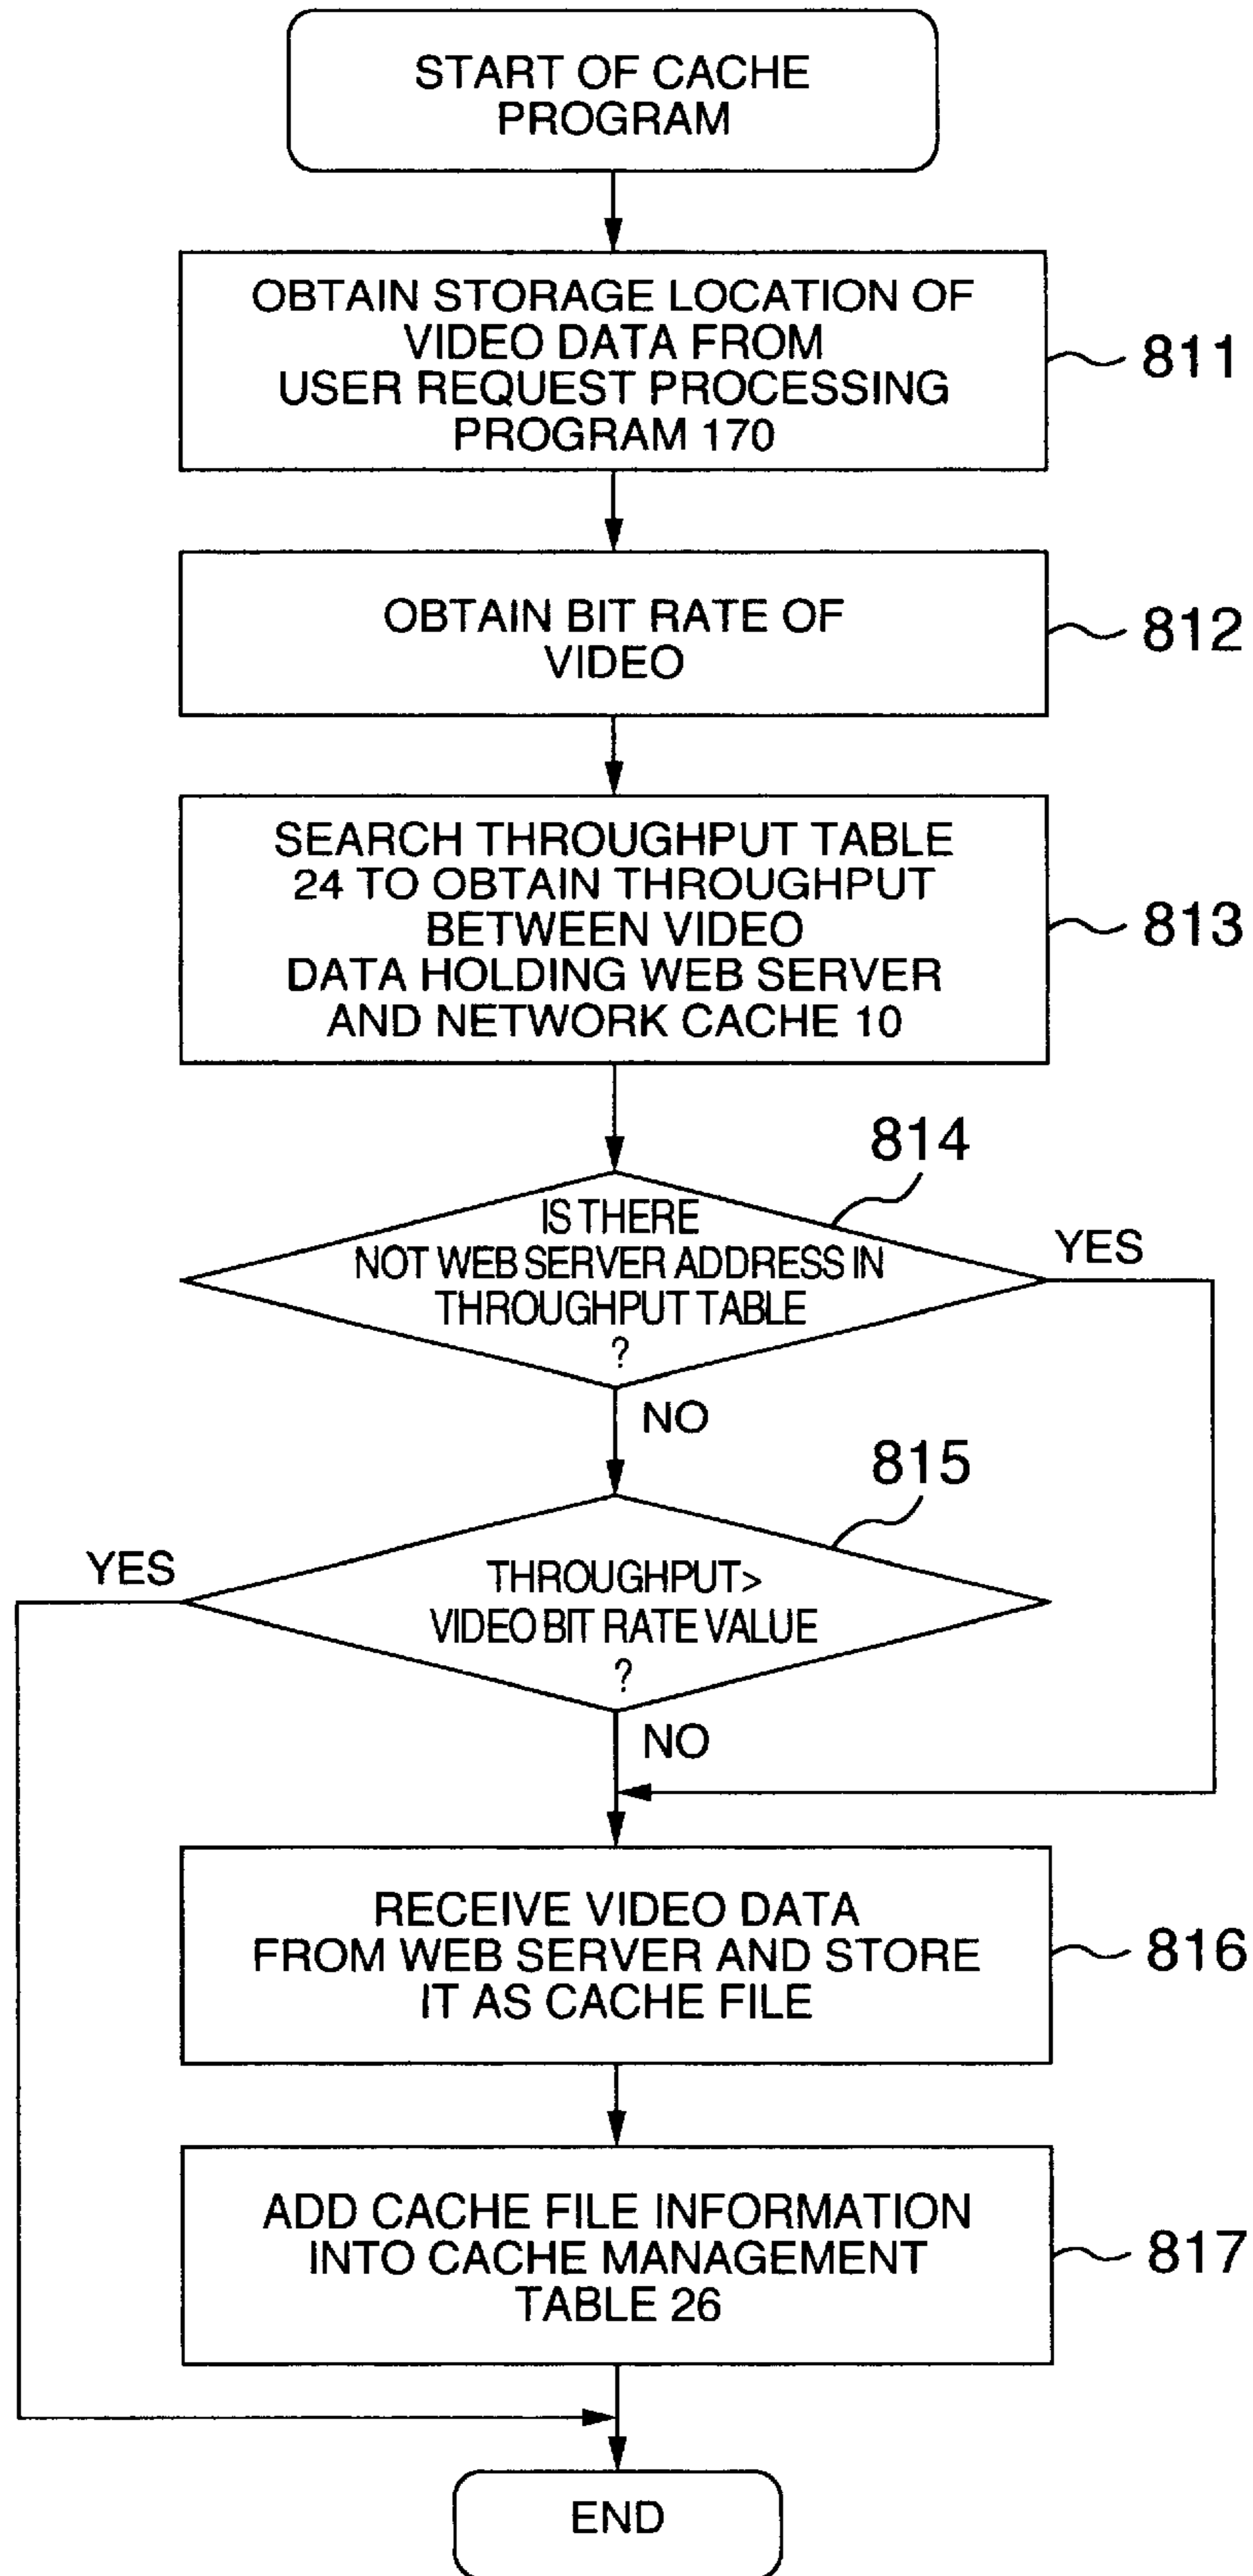 START OF CACHE
PROGRAM
OBTAIN STORAGE LOCATION OF
VIDEO DATA FROM
USER REQUEST PROCESSING
PROGRAM 170
811
OBTAIN BIT RATE OF
VIDEO
812
SEARCH THROUGHPUT TABLE
24 TO OBTAIN THROUGHPUT
BETWEEN VIDEO
DATA HOLDING WEB SERVER
AND NETWORK CACHE 10
813
814
IS THERE
NOT WEB SERVER ADDRESS IN
THROUGHPUT TABLE
?
YES
NO
815
YES
THROUGHPUT>
VIDEO BIT RATE VALUE
?
NO
RECEIVE VIDEO DATA
FROM WEB SERVER AND STORE
IT AS CACHE FILE
816
ADD CACHE FILE INFORMATION
INTO CACHE MANAGEMENT
TABLE 26
817
END